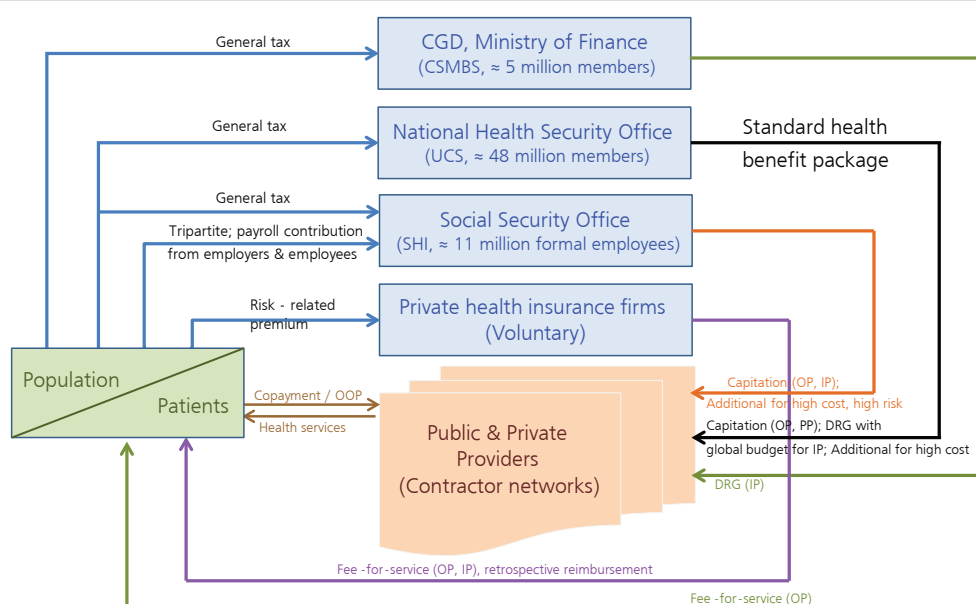 General tax
CGD, Ministry of Finance
(CSMBS, ≈ 5 million members)
General tax
National Health Security Office
(UCS, ≈ 48 million members)
Standard health
benefit package
General tax
Tripartite; payroll contribution
from employers & employees
Social Security Office
(SHI, ≈ 11 million formal employees)
Risk - related
premium
Private health insurance firms
(Voluntary)
Population
Patients
Copayment / OOP
Health services
Public & Private
Providers
(Contractor networks)
Capitation (OP, IP);
Additional for high cost, high risk
Capitation (OP, PP); DRG with
global budget for IP; Additional for high cost
DRG (IP)
Fee -for-service (OP, IP), retrospective reimbursement
Fee -for-service (OP)